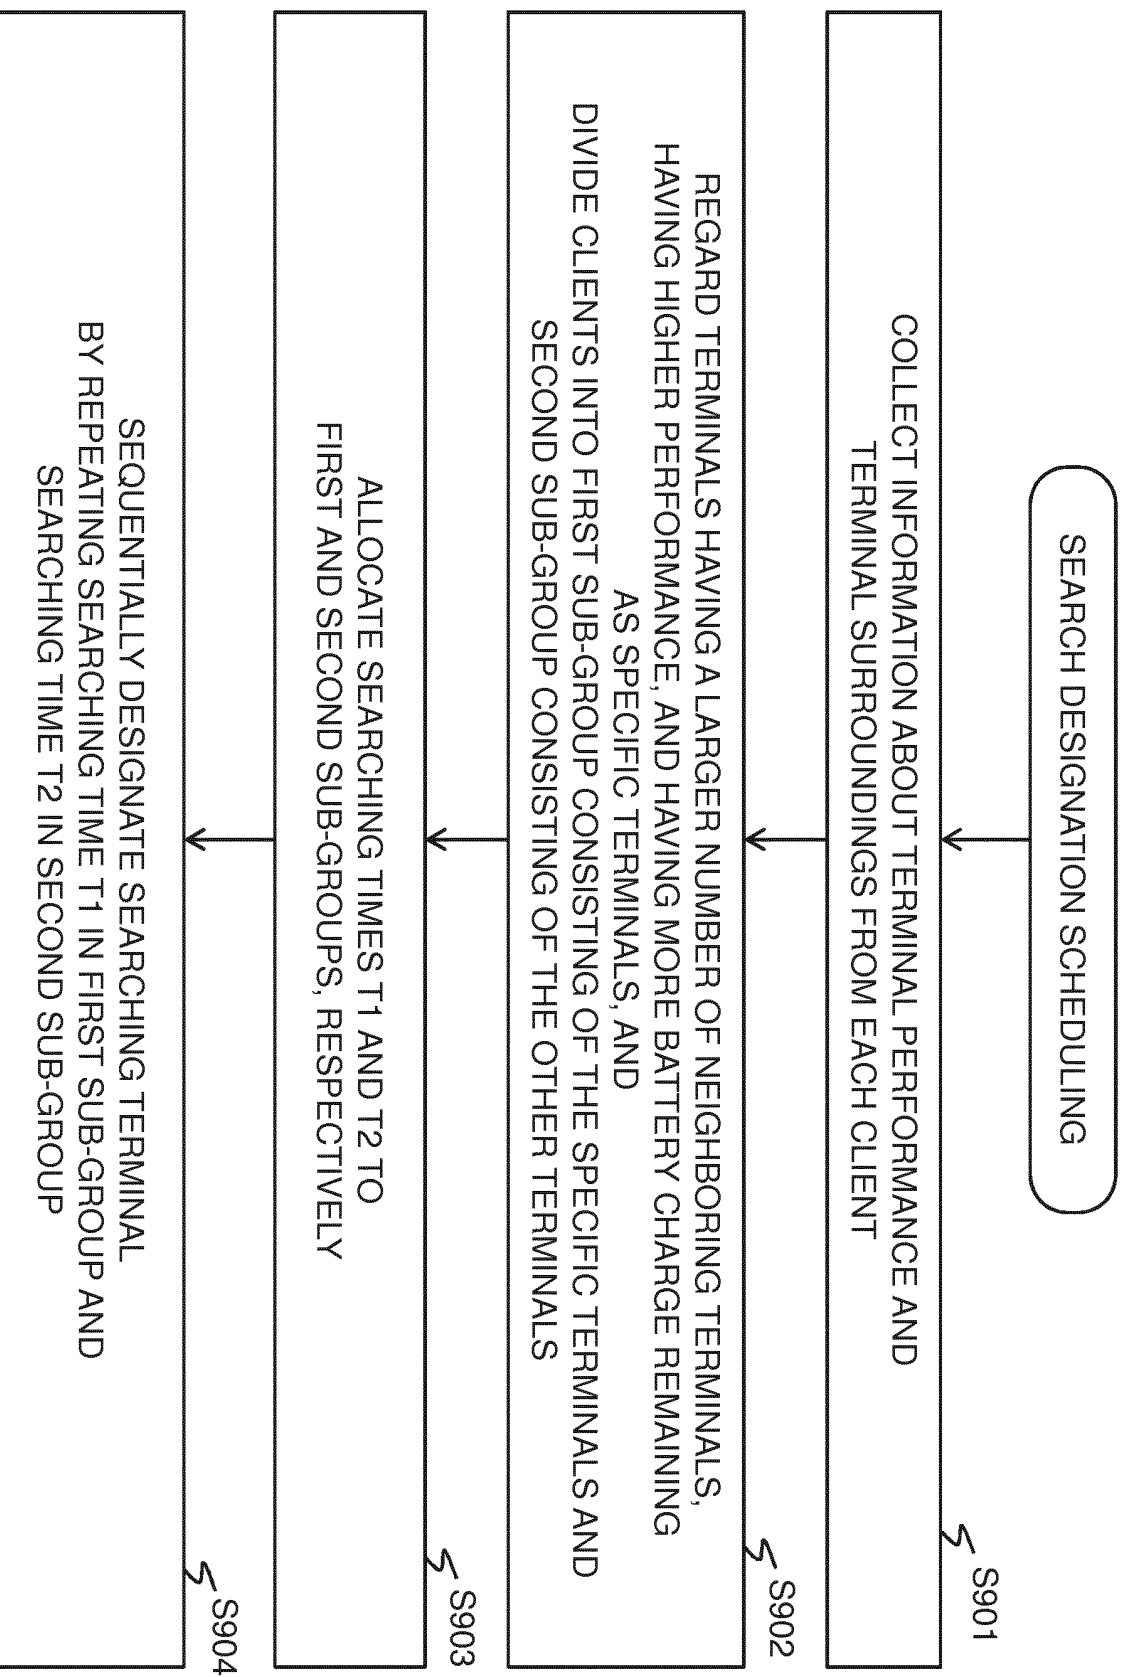 SEARCH DESIGNATION SCHEDULING
S901
COLLECT INFORMATION ABOUT TERMINAL PERFORMANCE AND
TERMINAL SURROUNDINGS FROM EACH CLIENT
S902
REGARD TERMINALS HAVING A LARGER NUMBER OF NEIGHBORING TERMINALS,
HAVING HIGHER PERFORMANCE, AND HAVING MORE BATTERY CHARGE REMAINING
AS SPECIFIC TERMINALS, AND
DIVIDE CLIENTS INTO FIRST SUB-GROUP CONSISTING OF THE SPECIFIC TERMINALS AND
SECOND SUB-GROUP CONSISTING OF THE OTHER TERMINALS
S903
ALLOCATE SEARCHING TIMES T1 AND T2 TO
FIRST AND SECOND SUB-GROUPS, RESPECTIVELY
S904
SEQUENTIALLY DESIGNATE SEARCHING TERMINAL
BY REPEATING SEARCHING TIME T1 IN FIRST SUB-GROUP AND
SEARCHING TIME T2 IN SECOND SUB-GROUP